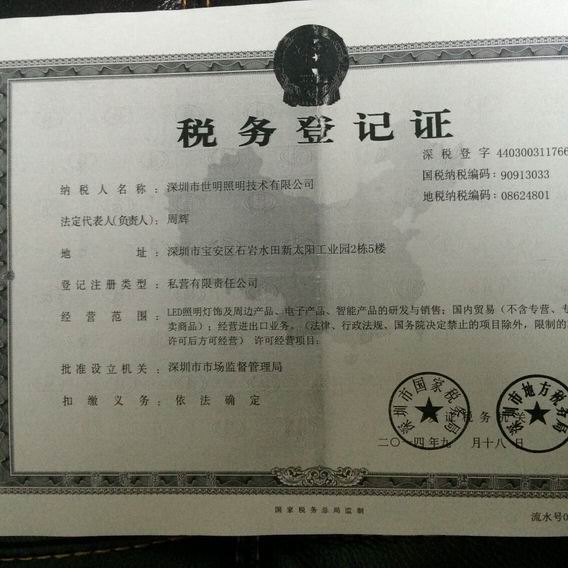 税务登记证
深税登字 440300311766
国税纳税编码：90913033
地税纳税编码：08624801
纳税人名称：深圳市世明照明技术有限公司
法定代表人(负责人)：周辉
地址：深圳市宝安区石岩水田新太阳工业园2栋5楼
登记注册类型：私营有限责任公司
经营范围：LED照明灯饰及周边产品、电子产品、智能产品的研发与销售；国内贸易（不含专营、专
卖商品）；经营进出口业务。（法律、行政法规、国务院决定禁止的项目除外，限制的
许可后方可经营） 许可经营项目：
批准设立机关：深圳市市场监督管理局
扣缴义务：依法确定
深圳市国家税务局
深圳市地方税务局
发证税务机关
二〇一四年九月十八日
国家税务总局监制
流水号0